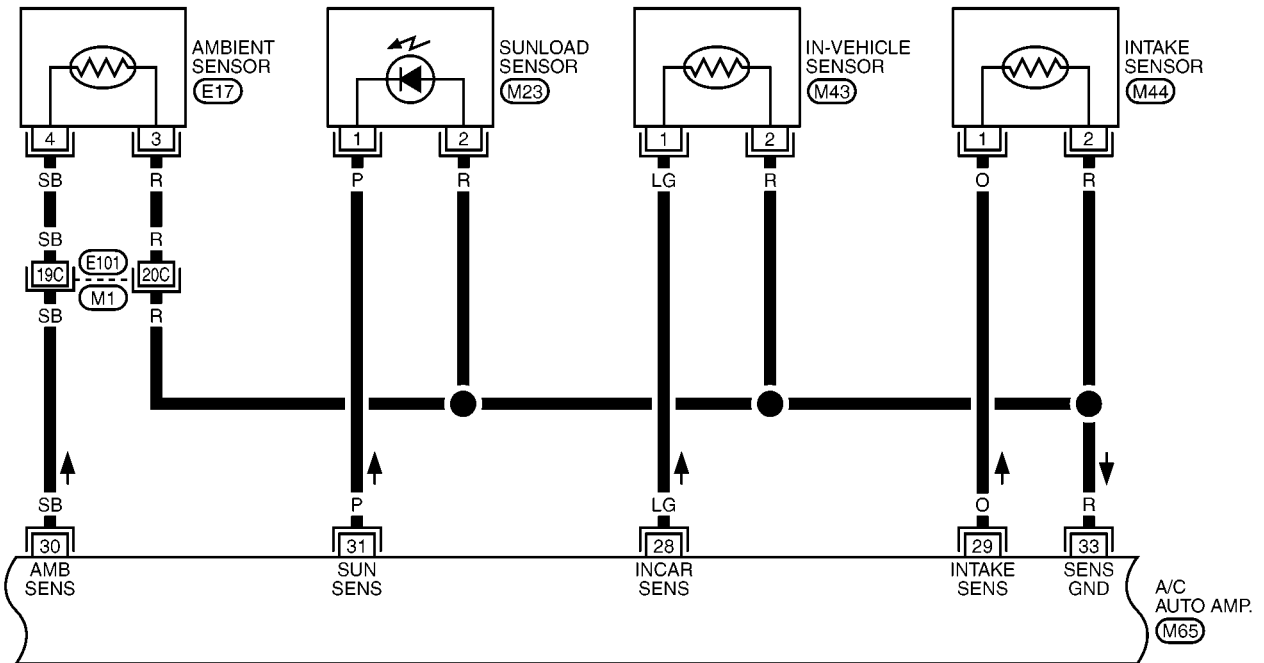 AMBIENT
SENSOR
E17
SUNLOAD
SENSOR
M23
IN-VEHICLE
SENSOR
M43
INTAKE
SENSOR
M44
4 3 1 2 1 2 1 2
SB R P R LG R O R
SB R
19C E101 20C
M1
SB R
SB P LG O R
30 31 28 29 33
AMB
SENS
SUN
SENS
INCAR
SENS
INTAKE
SENS
SENS
GND
A/C
AUTO AMP.
M65